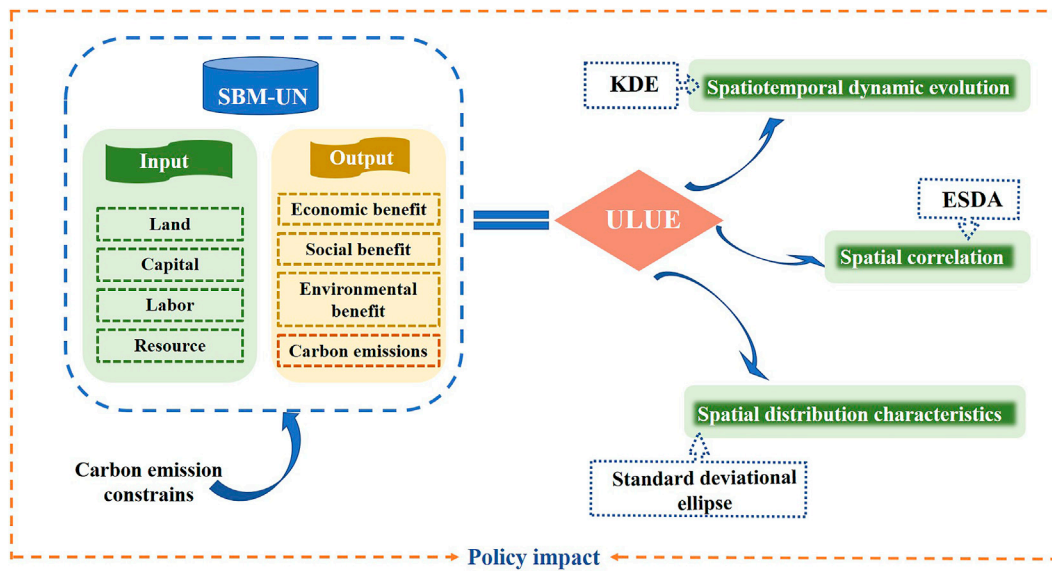 SBM-UN
Input
Land
Capital
Labor
Resource
Output
Economic benefit
Social benefit
Environmental
benefit
Carbon emissions
Carbon emission
constrains
ULUE
KDE
Spatiotemporal dynamic evolution
ESDA
Spatial correlation
Spatial distribution characteristics
Standard deviational
ellipse
Policy impact